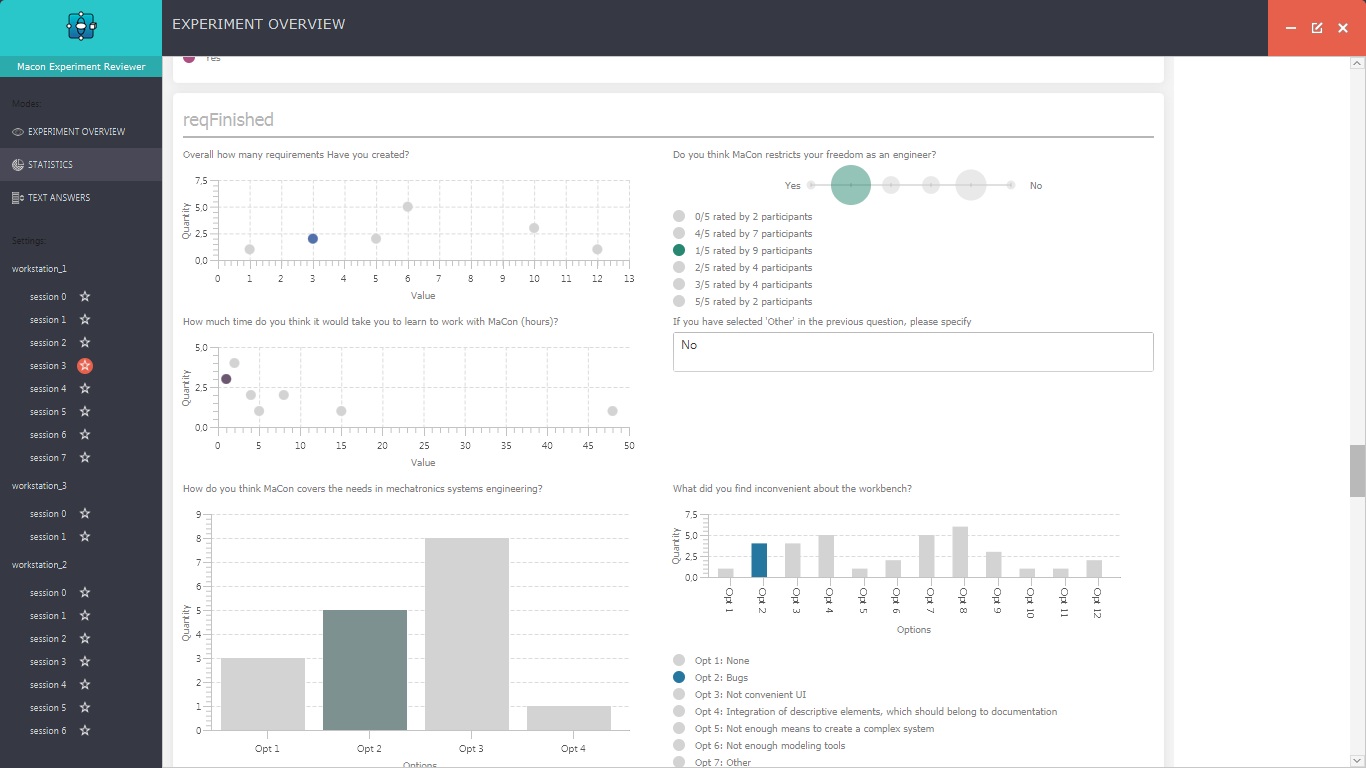 EXPERIMENT OVERVIEW
Macon Experiment Reviewer
Yes
Modes:
EXPERIMENT OVERVIEW
STATISTICS
TEXT ANSWERS
Settings:
workstation_1
session 0
session 1
session 2
session 3
session 4
session 5
session 6
session 7
workstation_3
session 0
session 1
workstation_2
session 0
session 1
session 2
session 3
session 4
session 5
session 6
reqFinished
Overall how many requirements Have you created?
7,5
5,0
2,5
0,0
Quantity
0 1 2 3 4 5 6 7 8 9 10 11 12 13
Value
Do you think MaCon restricts your freedom as an engineer?
Yes No
0/5 rated by 2 participants
4/5 rated by 7 participants
1/5 rated by 9 participants
2/5 rated by 4 participants
3/5 rated by 4 participants
5/5 rated by 2 participants
How much time do you think it would take you to learn to work with MaCon (hours)?
5,0
2,5
0,0
Quantity
0 5 10 15 20 25 30 35 40 45 50
Value
If you have selected 'Other' in the previous question, please specify
No
How do you think MaCon covers the needs in mechatronics systems engineering?
9
8
7
6
5
4
3
2
1
0
Quantity
Opt 1 Opt 2 Opt 3 Opt 4
Options
What did you find inconvenient about the workbench?
7,5
5,0
2,5
0,0
Quantity
Opt 1 Opt 2 Opt 3 Opt 4 Opt 5 Opt 6 Opt 7 Opt 8 Opt 9 Opt 10 Opt 11 Opt 12
Options
Opt 1: None
Opt 2: Bugs
Opt 3: Not convenient UI
Opt 4: Integration of descriptive elements, which should belong to documentation
Opt 5: Not enough means to create a complex system
Opt 6: Not enough modeling tools
Opt 7: Other